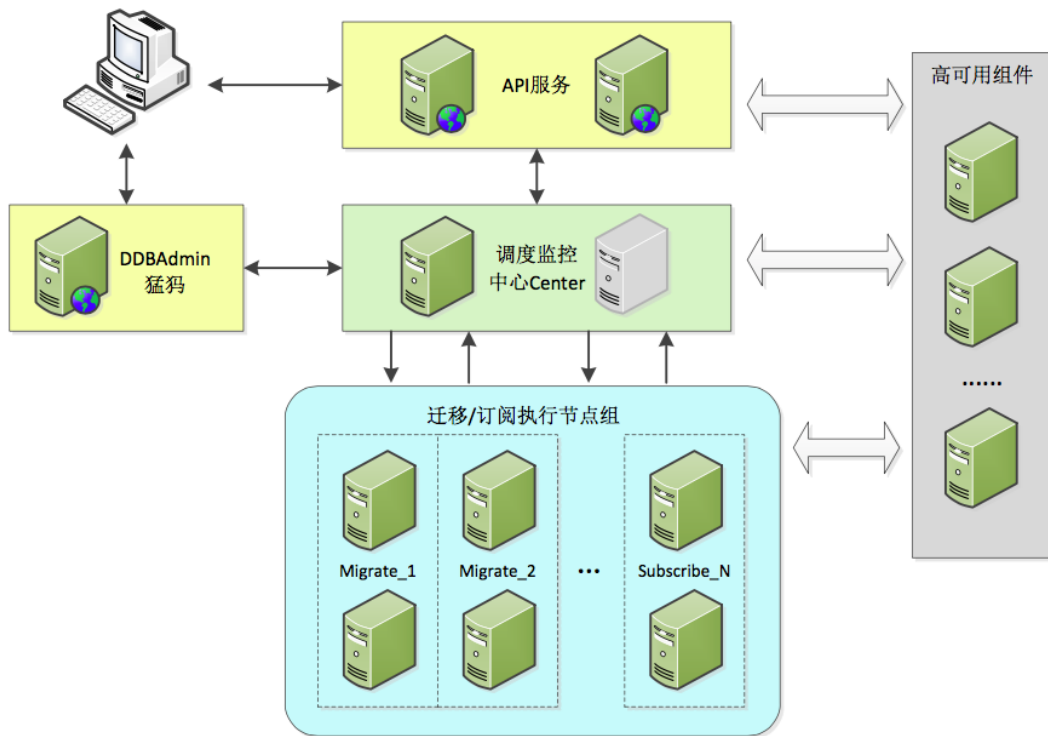 API服务
高可用组件
DDBAdmin
猛犸
调度监控
中心Center
......
迁移/订阅执行节点组
Migrate_1
Migrate_2
...
Subscribe_N